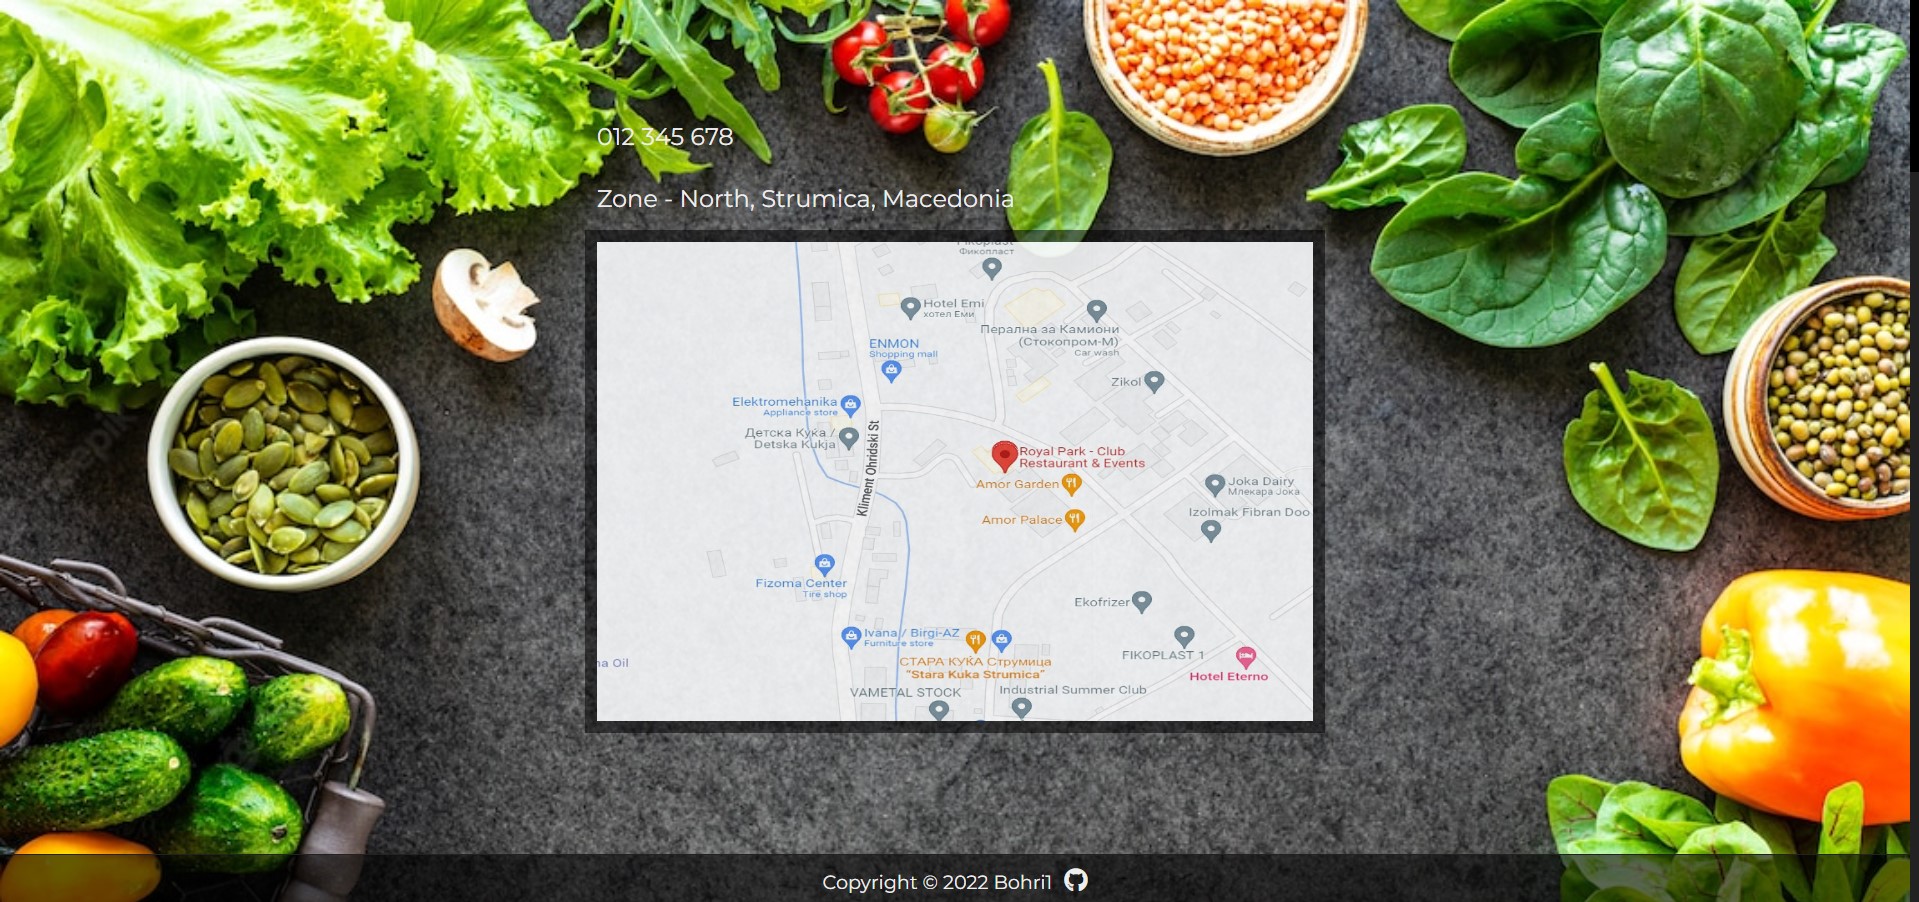 012 345 678
Zone - North, Strumica, Macedonia
Фикопласт
Hotel Emi
хотел Еми
Перална за Камиони
(Стокопром-М)
Car wash
ENMON
Shopping mall
Zikol
Elektromehanika
Appliance store
Детска Куќа /
Detska Kukja
Kliment Ohridski St
Royal Park - Club
Restaurant & Events
Amor Garden
Joka Dairy
Млекара Јока
Amor Palace
Izolmak Fibran Doo
Fizoma Center
Tire shop
Ekofrizer
Ivana / Birgi-AZ
Furniture store
FIKOPLAST 1
na Oil
СТАРА КУЌА Струмица
"Stara Kuka Strumica"
Hotel Eterno
VAMETAL STOCK
Industrial Summer Club
Copyright © 2022 Bohri1